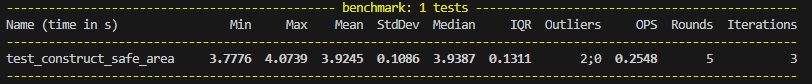 ------------------------------------------------ benchmark: 1 tests -----------------------------------------------
Name (time in s) Min Max Mean StdDev Median IQR Outliers OPS Rounds Iterations
-------------------------------------------------------------------------------------------------------------------
test_construct_safe_area 3.7776 4.0739 3.9245 0.1086 3.9387 0.1311 2;0 0.2548 5 3
-------------------------------------------------------------------------------------------------------------------